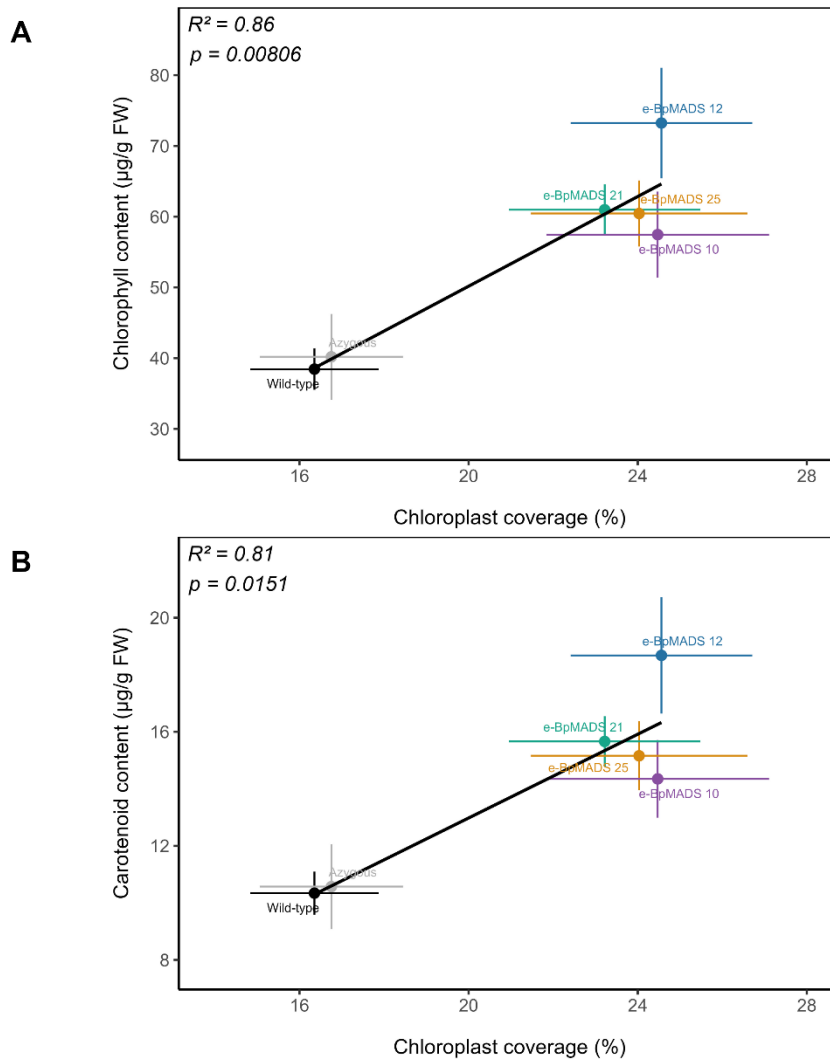 A
R² = 0.86
p = 0.00806
Chlorophyll content (µg/g FW)
80
70
60
50
40
30
e-BpMADS 12
e-BpMADS 21
e-BpMADS 25
e-BpMADS 10
Azygous
Wild-type
16
20
24
28
Chloroplast coverage (%)
B
R² = 0.81
p = 0.0151
Carotenoid content (µg/g FW)
20
16
12
8
e-BpMADS 12
e-BpMADS 21
e-BpMADS 25
e-BpMADS 10
Azygous
Wild-type
16
20
24
28
Chloroplast coverage (%)